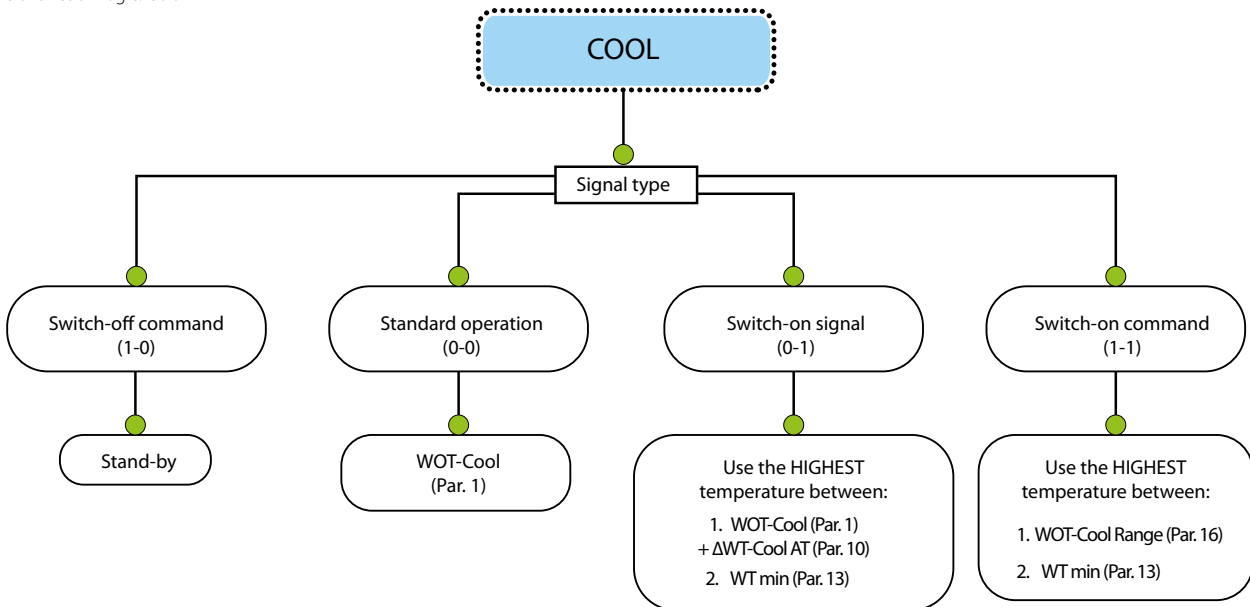 COOL
Signal type
Switch-off command
(1-0)
Standard operation
(0-0)
Switch-on signal
(0-1)
Switch-on command
(1-1)
Stand-by
WOT-Cool
(Par. 1)
Use the HIGHEST
temperature between:
1. WOT-Cool (Par. 1)
+ ΔWT-Cool AT (Par. 10)
2. WT min (Par. 13)
Use the HIGHEST
temperature between:
1. WOT-Cool Range (Par. 16)
2. WT min (Par. 13)